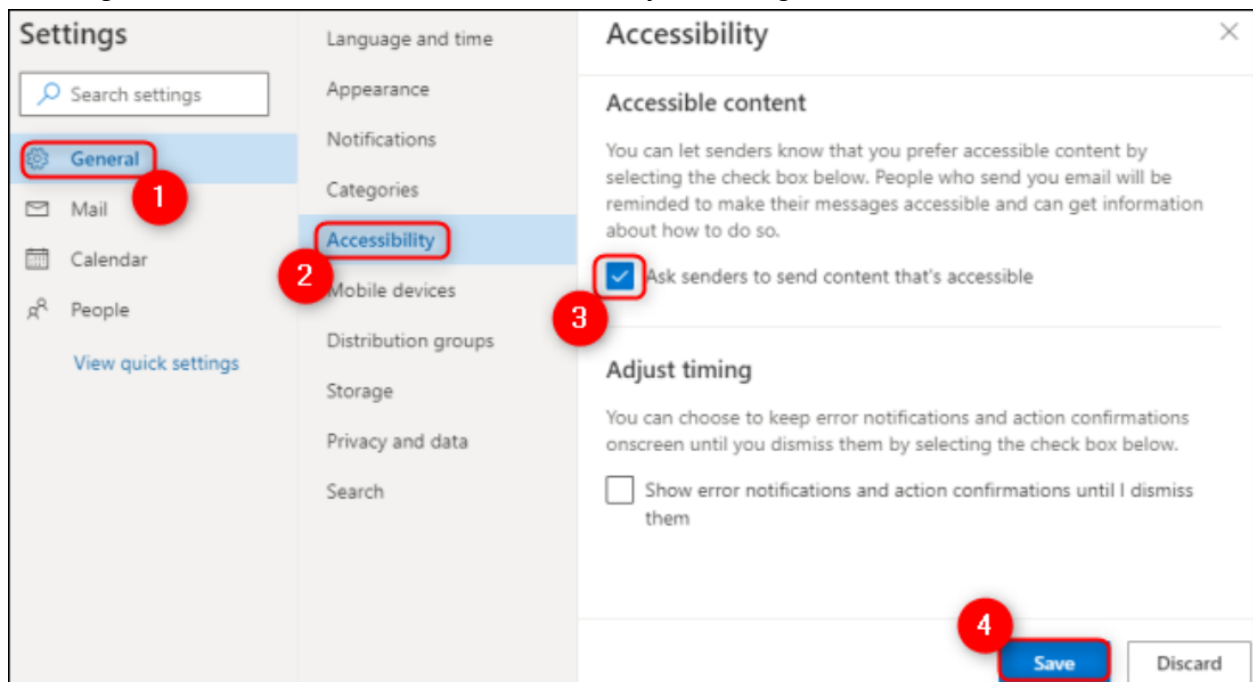 Settings
Search settings
General
1
Mail
Calendar
People
View quick settings
Language and time
Appearance
Notifications
Categories
Accessibility
2
Mobile devices
Distribution groups
Storage
Privacy and data
Search
Accessibility
Accessible content
You can let senders know that you prefer accessible content by
selecting the check box below. People who send you email will be
reminded to make their messages accessible and can get information
about how to do so.
Ask senders to send content that's accessible
3
Adjust timing
You can choose to keep error notifications and action confirmations
onscreen until you dismiss them by selecting the check box below.
Show error notifications and action confirmations until I dismiss
them
4
Save
Discard